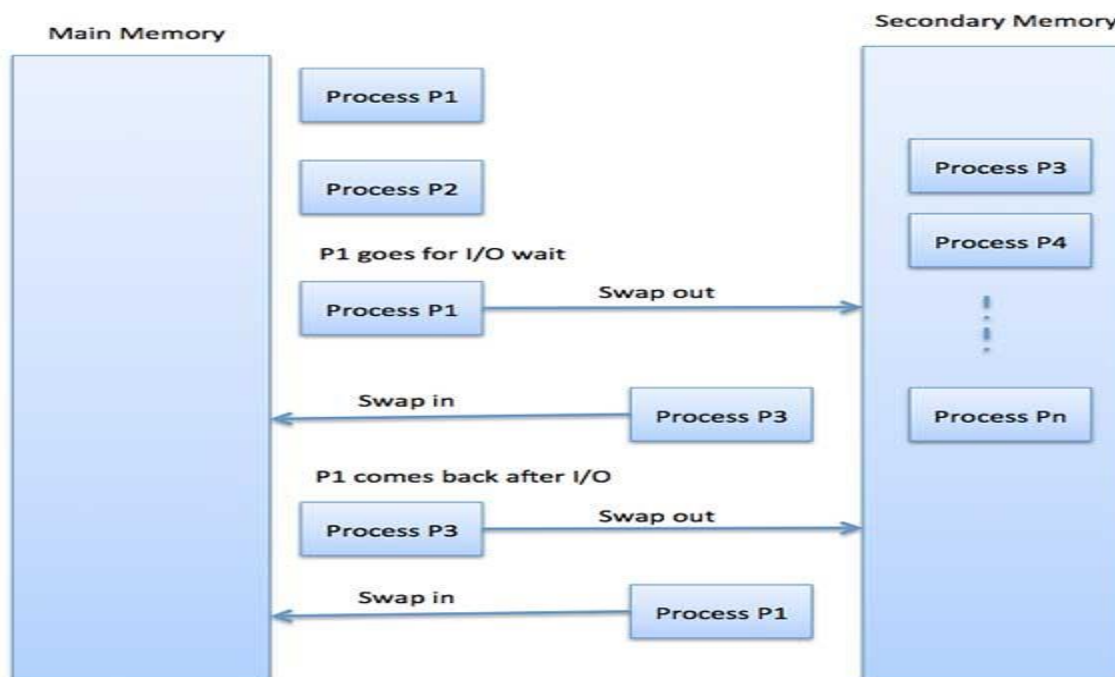 Main Memory
Secondary Memory
Process P1
Process P3
Process P2
Process P4
P1 goes for I/O wait
Process P1
Swap out
Swap in
Process P3
Process Pn
P1 comes back after I/O
Process P3
Swap out
Swap in
Process P1